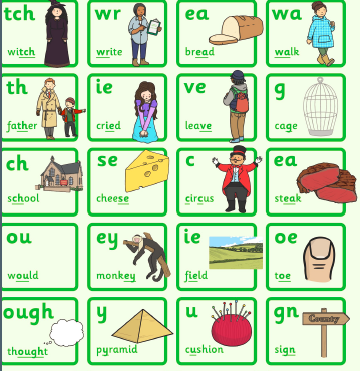 tch
witch
wr
write
ea
bread
wa
walk
th
father
ie
cried
ve
leave
g
cage
ch
school
se
cheese
c
circus
ea
steak
ou
would
ey
monkey
ie
field
oe
toe
ough
thought
y
pyramid
u
cushion
gn
County
sign